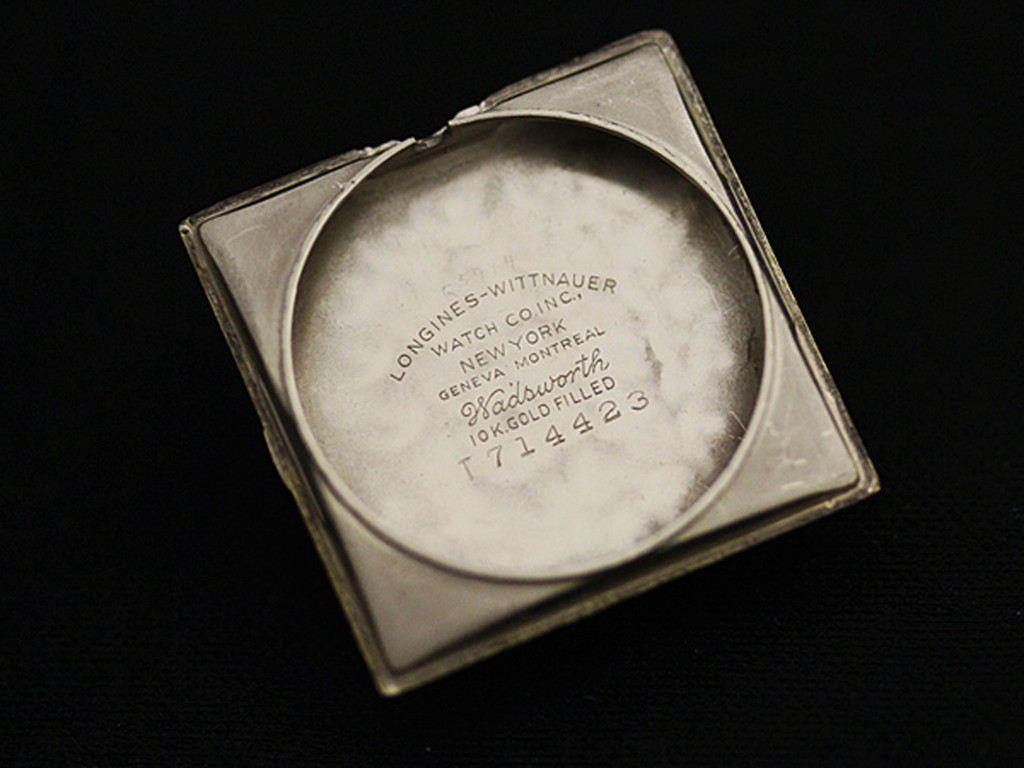 LONGINES-WITTNAUER
WATCH CO. INC.,
NEW YORK
GENEVA MONTREAL
Wadsworth
10K. GOLD FILLED
T714423